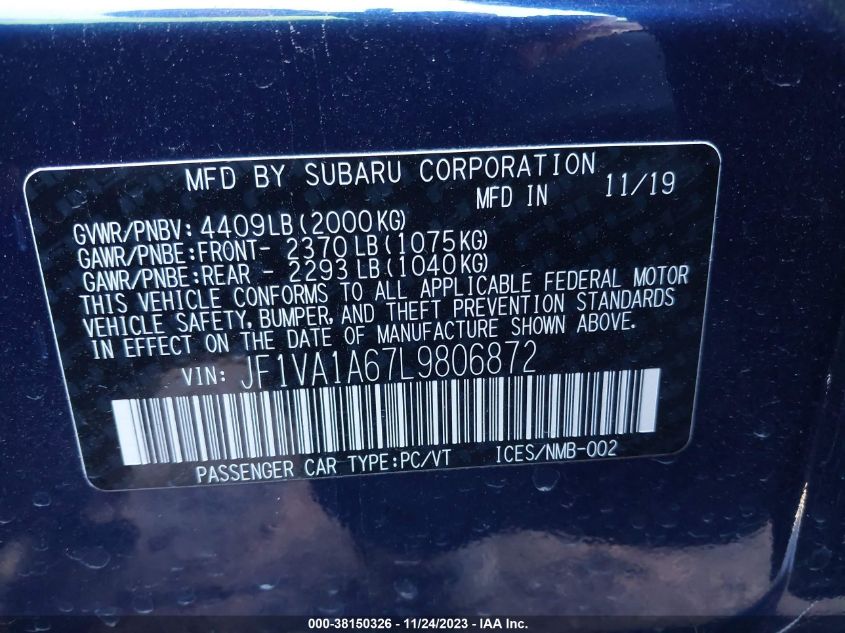 MFD BY SUBARU CORPORATION
MFD IN 11/19
GVWR/PNBV: 4409LB(2000KG)
GAWR/PNBE:FRONT- 2370LB(1075KG)
GAWR/PNBE:REAR - 2293LB(1040KG)
THIS VEHICLE CONFORMS TO ALL APPLICABLE FEDERAL MOTOR
VEHICLE SAFETY, BUMPER, AND THEFT PREVENTION STANDARDS
IN EFFECT ON THE DATE OF MANUFACTURE SHOWN ABOVE.
VIN: JF1VA1A67L9806872
PASSENGER CAR TYPE:PC/VT ICES/NMB-002
000-38150326 - 11/24/2023 - © IAA, Inc.